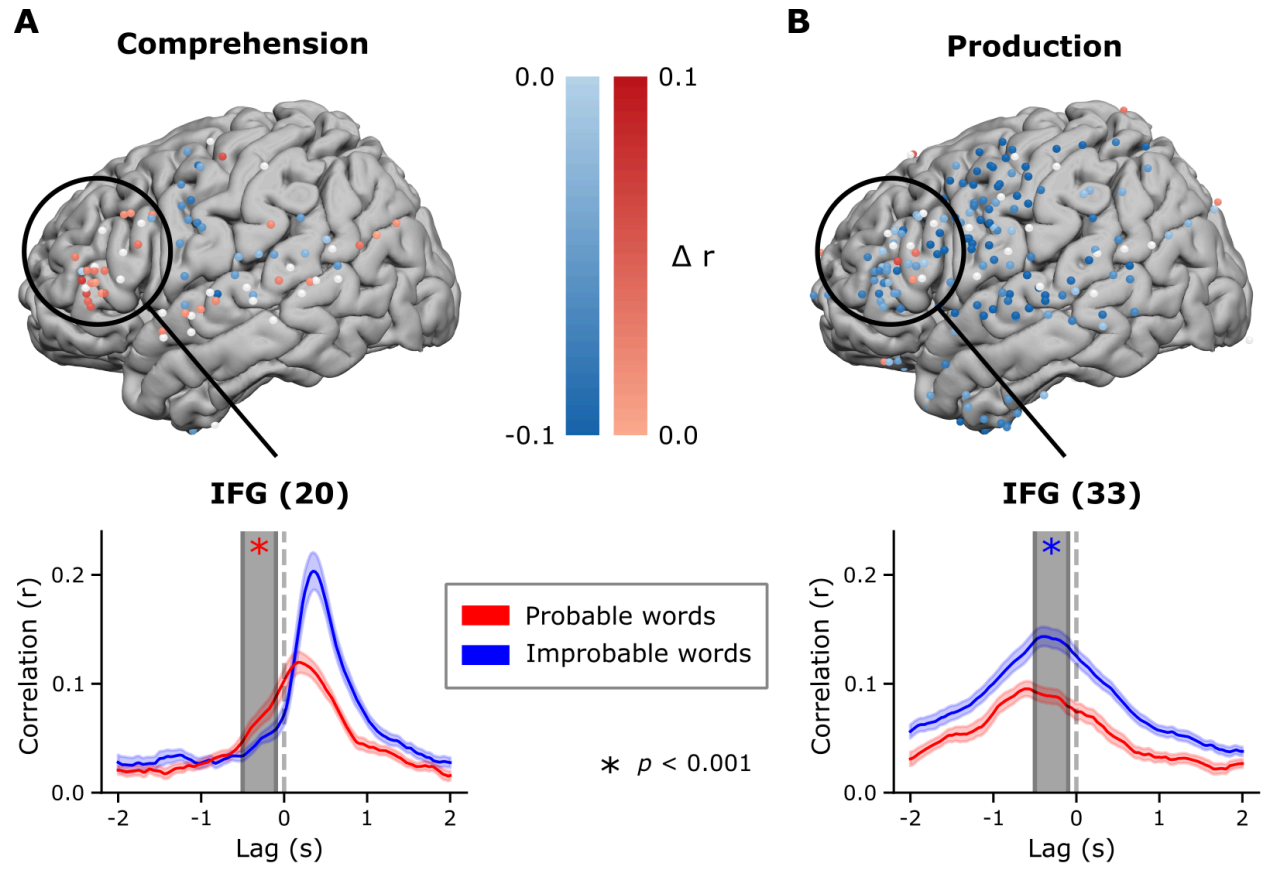 A
Comprehension
0.0
0.1
Δ r
-0.1
0.0
B
Production
IFG (20)
Correlation (r)
0.2
0.1
0.0
*
-2 -1 0 1 2
Lag (s)
Probable words
Improbable words
* p < 0.001
IFG (33)
Correlation (r)
0.2
0.1
0.0
*
-2 -1 0 1 2
Lag (s)